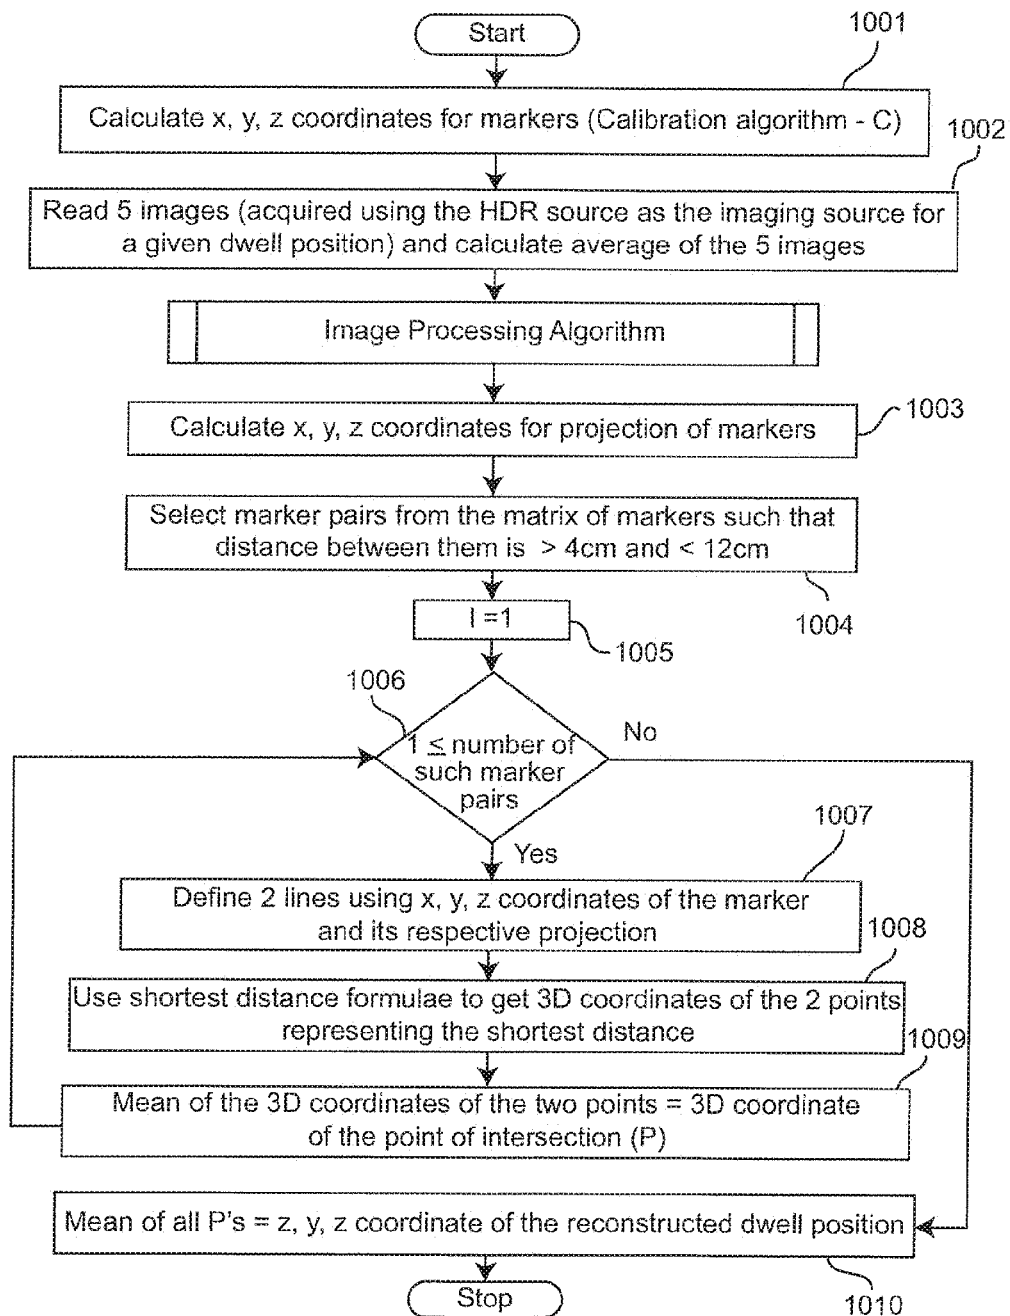 Start
1001
Calculate x, y, z coordinates for markers (Calibration algorithm - C)
1002
Read 5 images (acquired using the HDR source as the imaging source for
a given dwell position) and calculate average of the 5 images
Image Processing Algorithm
Calculate x, y, z coordinates for projection of markers
1003
Select marker pairs from the matrix of markers such that
distance between them is > 4cm and < 12cm
1004
I =1
1005
1006
1 ≤ number of
such marker
pairs
No
Yes
1007
Define 2 lines using x, y, z coordinates of the marker
and its respective projection
1008
Use shortest distance formulae to get 3D coordinates of the 2 points
representing the shortest distance
1009
Mean of the 3D coordinates of the two points = 3D coordinate
of the point of intersection (P)
Mean of all P's = z, y, z coordinate of the reconstructed dwell position
1010
Stop